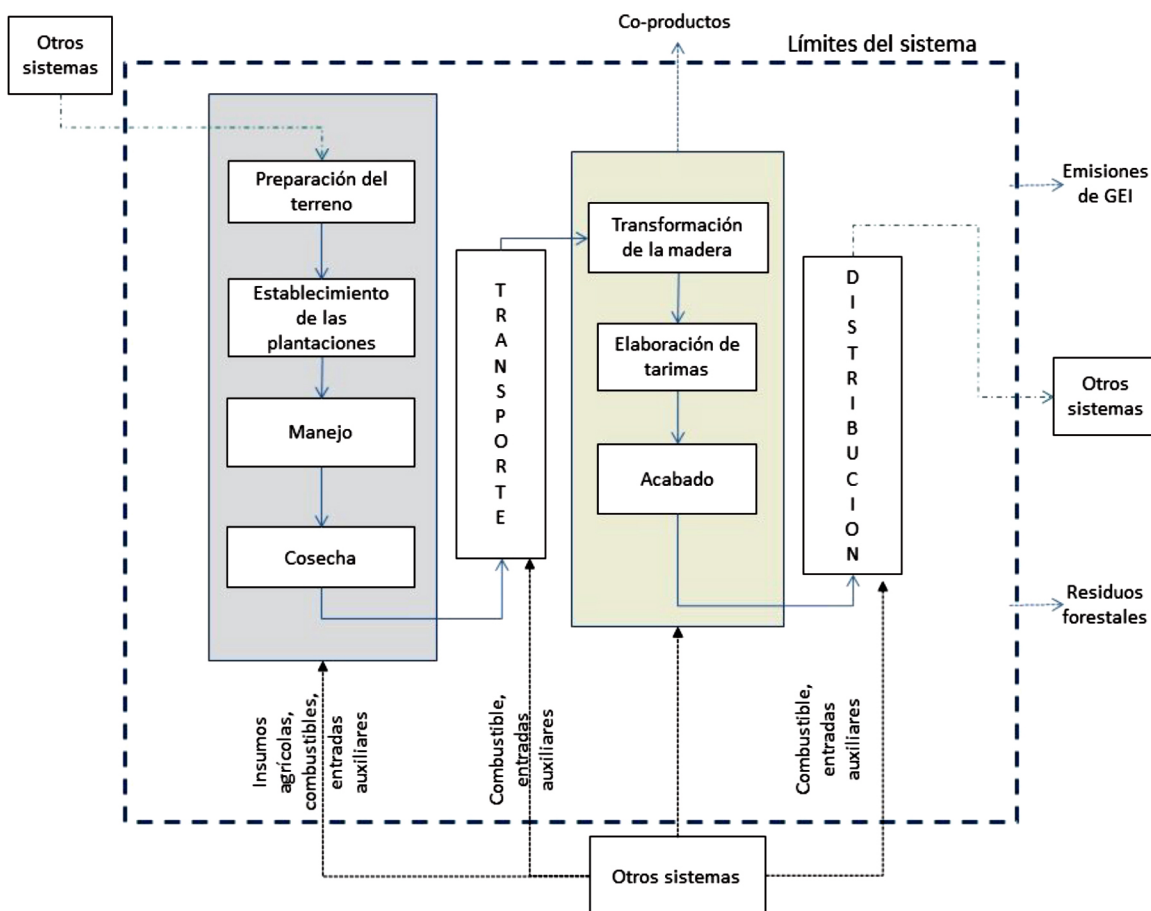 Otros
sistemas
Co-productos
Límites del sistema
Preparación del
terreno
Establecimiento
de las
plantaciones
Manejo
Cosecha
TRANSPORTE
Transformación
de la madera
Elaboración de
tarimas
Acabado
DISTRIBUCION
Emisiones
de GEI
Otros
sistemas
Residuos
forestales
Insumos
agrícolas,
combustibles,
entradas
auxiliares
Combustible,
entradas
auxiliares
Combustible,
entradas
auxiliares
Otros sistemas